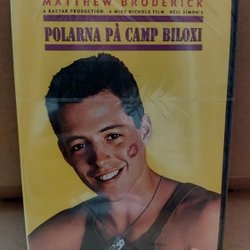 MATTHEW BRODERICK
A RASTAR PRODUCTION A MIKE NICHOLS FILM NEIL SIMON'S
POLARNA PÅ CAMP BILOXI